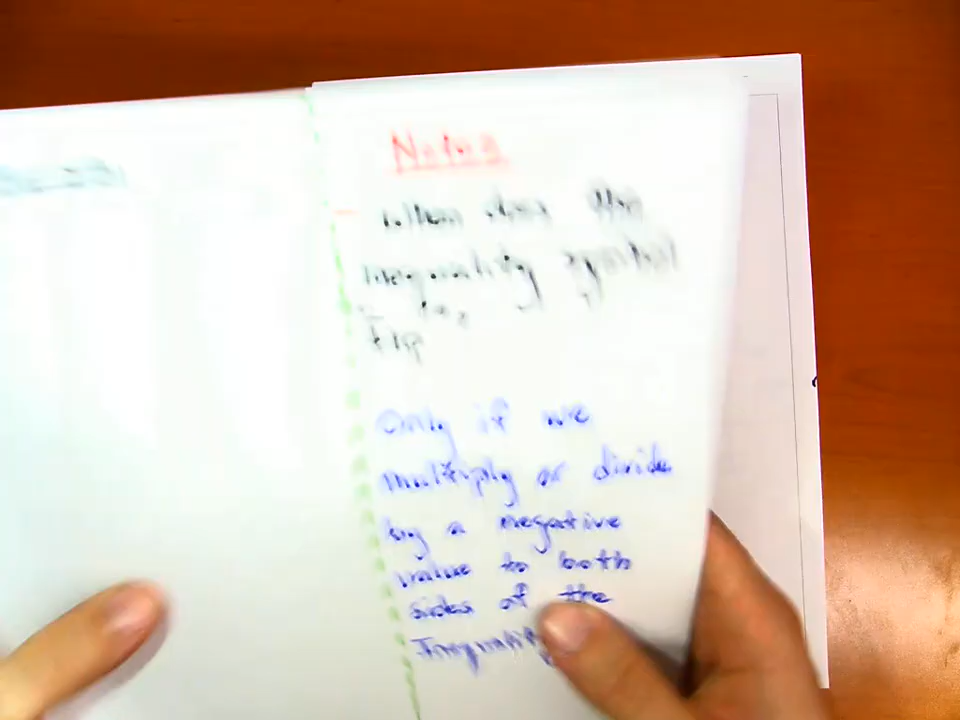 Notes
When does the
inequality symbol
flip?
Only if we
multiply or divide
by a negative
value to both
sides of the
Inequality